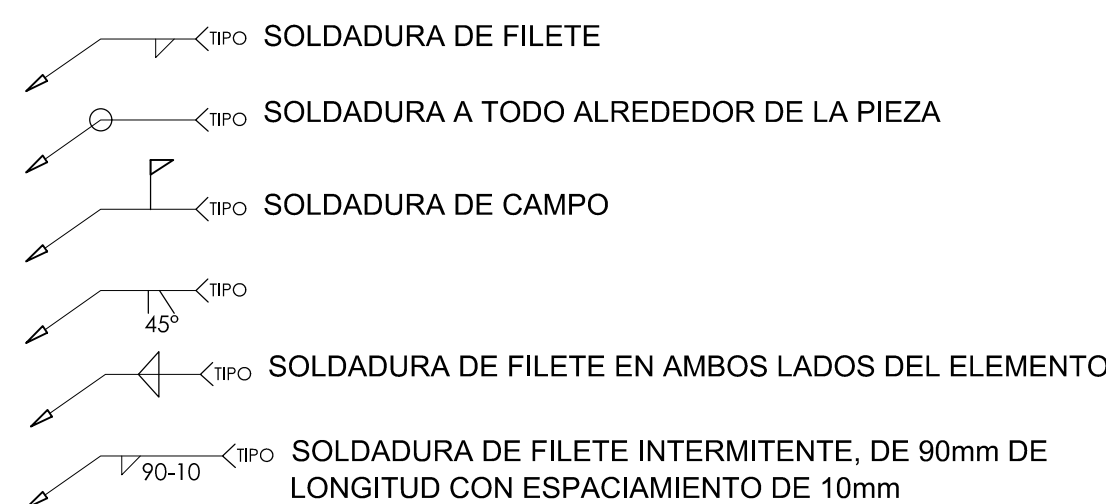 TIPO SOLDADURA DE FILETE
TIPO SOLDADURA A TODO ALREDEDOR DE LA PIEZA
TIPO SOLDADURA DE CAMPO
TIPO
45°
TIPO SOLDADURA DE FILETE EN AMBOS LADOS DEL ELEMENTO
90-10 TIPO SOLDADURA DE FILETE INTERMITENTE, DE 90mm DE
LONGITUD CON ESPACIAMIENTO DE 10mm